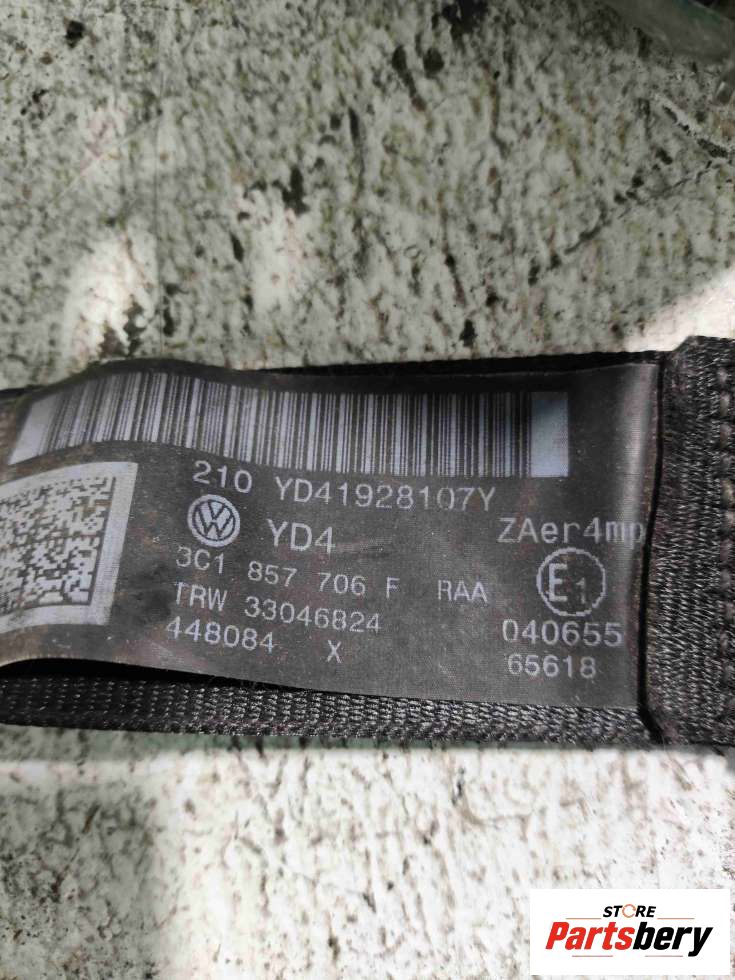 210 YD41928107Y
YD4 ZAer4mp
3C1 857 706 F RAA E1
TRW 33046824
448084 X 040655
65618
STORE
Partsbery